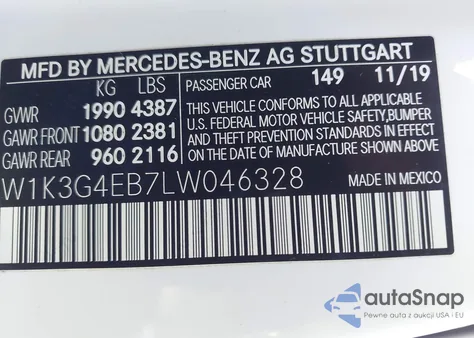 MFD BY MERCEDES-BENZ AG STUTTGART
KG LBS
PASSENGER CAR 149 11/19
GVWR 1990 4387
GAWR FRONT 1080 2381
GAWR REAR 960 2116
THIS VEHICLE CONFORMS TO ALL APPLICABLE
U.S. FEDERAL MOTOR VEHICLE SAFETY,BUMPER
AND THEFT PREVENTION STANDARDS IN EFFECT
ON THE DATE OF MANUFACTURE SHOWN ABOVE.
W1K3G4EB7LW046328
MADE IN MEXICO
autoSnap
Pewne auta z aukcji USA i EU